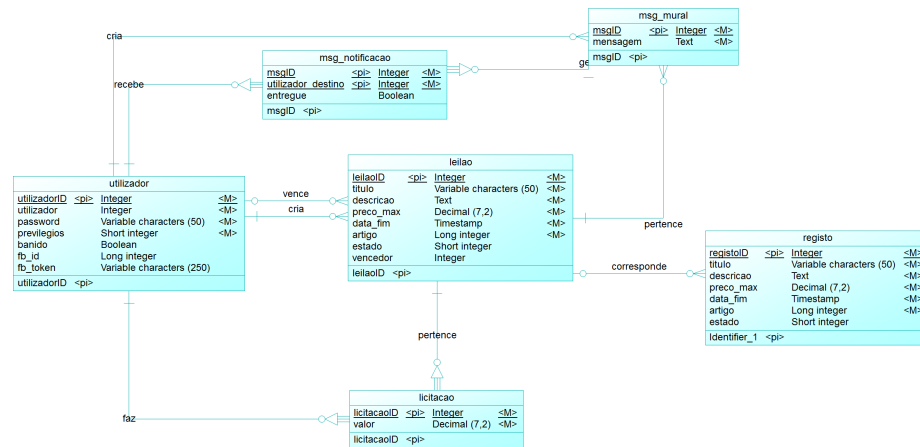 msg_mural
msgID <pi> Integer <M>
mensagem Text <M>
msgID <pi>
cria
msg_notificacao
msgID <pi> Integer <M>
utilizador_destino <pi> Integer <M>
entregue Boolean
msgID <pi>
ge
recebe
leilao
leilaoID <pi> Integer <M>
titulo Variable characters (50) <M>
descricao Text <M>
preco_max Decimal (7,2) <M>
data_fim Timestamp <M>
artigo Long integer <M>
estado Short integer
vencedor Integer
leilaoID <pi>
utilizador
utilizadorID <pi> Integer <M>
utilizador Integer <M>
password Variable characters (50) <M>
previlegios Short integer <M>
banido Boolean
fb_id Long integer
fb_token Variable characters (250)
utilizadorID <pi>
vence
cria
pertence
registo
registoID <pi> Integer <M>
titulo Variable characters (50) <M>
descricao Text <M>
preco_max Decimal (7,2) <M>
data_fim Timestamp <M>
artigo Long integer <M>
estado Short integer
Identifier_1 <pi>
corresponde
pertence
licitacao
licitacaoID <pi> Integer <M>
valor Decimal (7,2) <M>
licitacaoID <pi>
faz